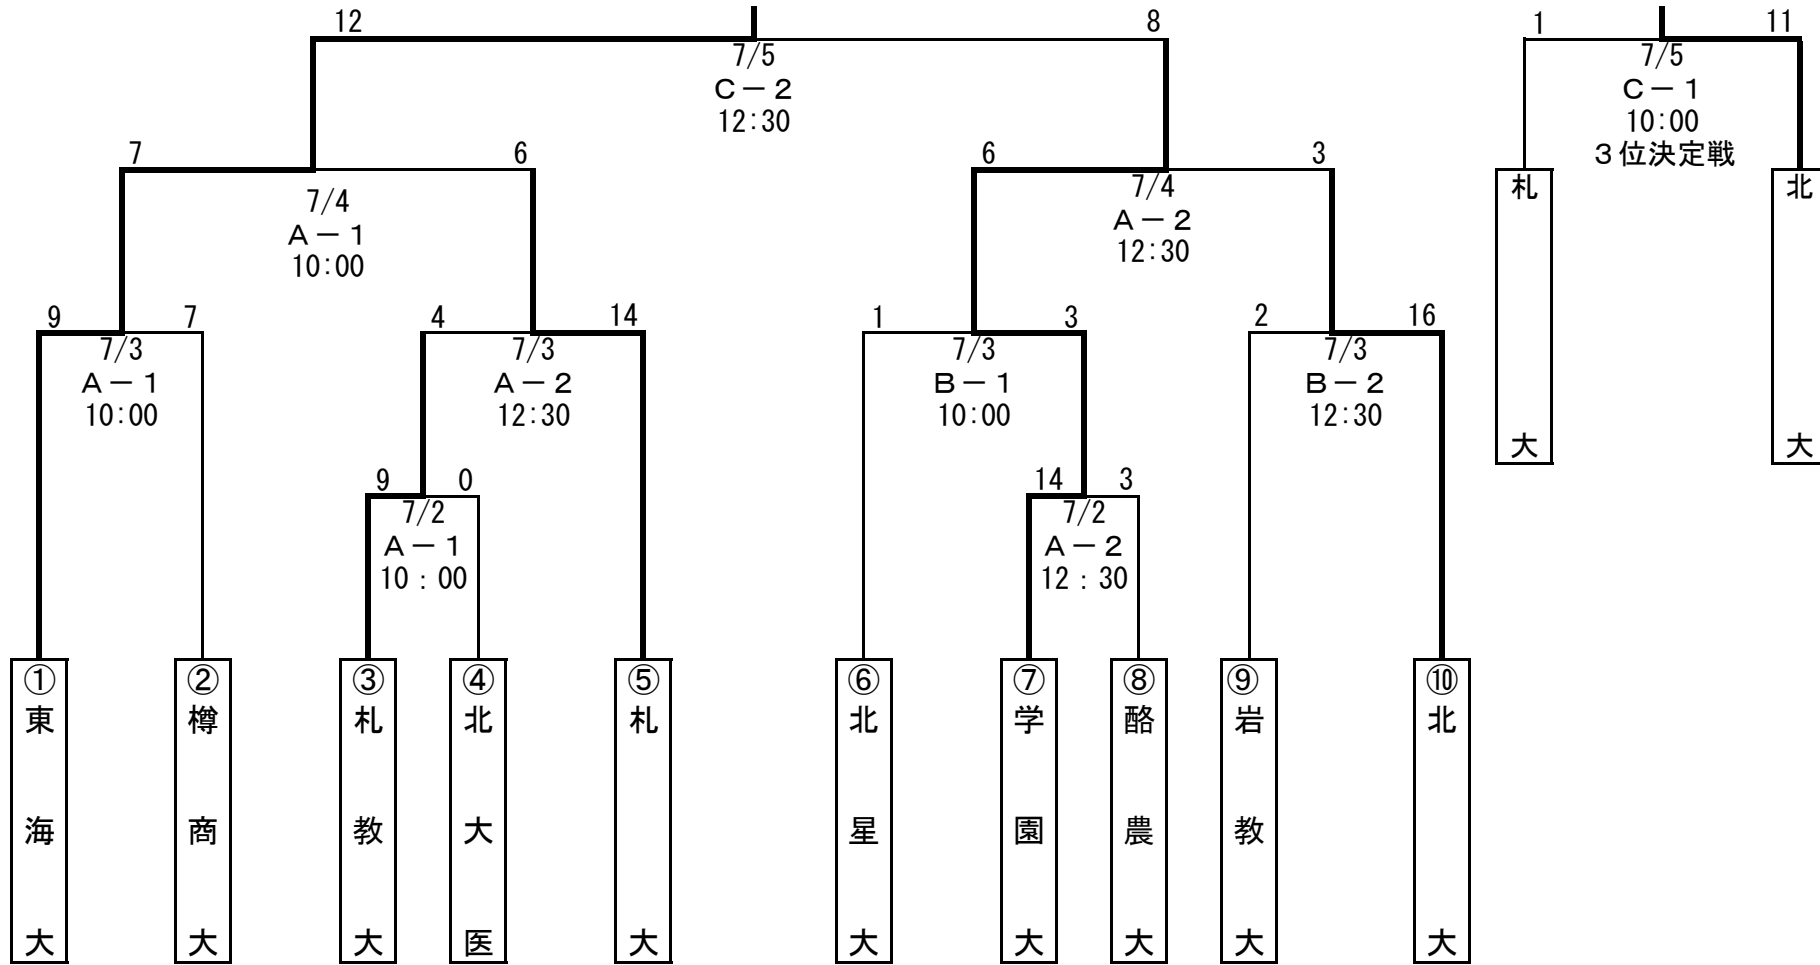 12 8 1 11
7/5 7/5
C－2 C－1
12:30 10:00
3位決定戦
7 6 6 3
7/4 7/4
A－1 A－2
10:00 12:30
札大 北大
9 7 4 14 1 3 2 16
7/3 7/3 7/3 7/3
A－1 A－2 B－1 B－2
10:00 12:30 10:00 12:30
9 0 14 3
7/2 7/2
A－1 A－2
10：00 12：30
①東海大
②樽商大
③札教大
④北大医
⑤札大
⑥北星大
⑦学園大
⑧酪農大
⑨岩教大
⑩北大